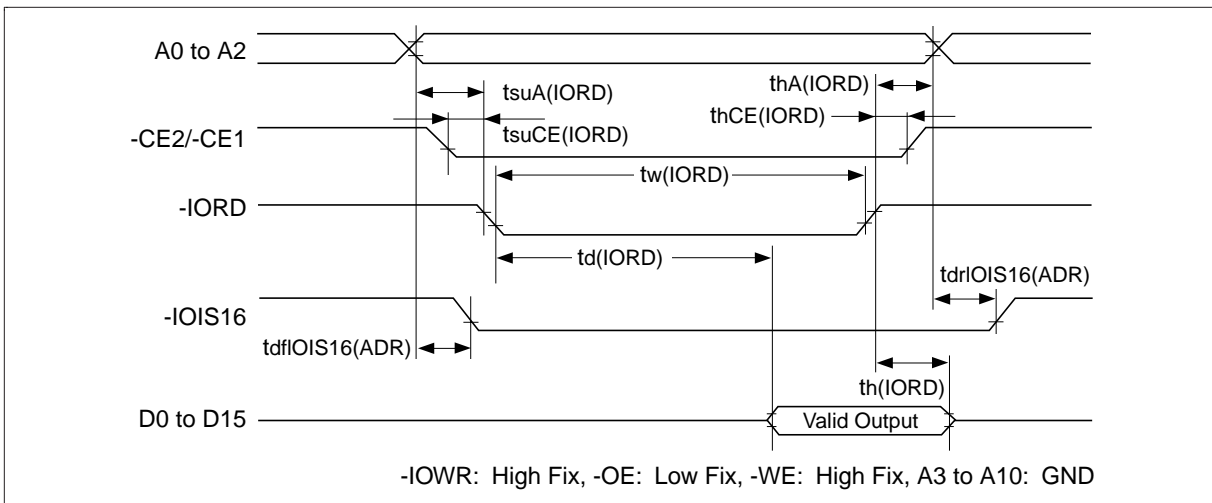 A0 to A2
tsuA(IORD)
thA(IORD)
-CE2/-CE1
tsuCE(IORD)
thCE(IORD)
tw(IORD)
-IORD
td(IORD)
tdrIOIS16(ADR)
-IOIS16
tdfIOIS16(ADR)
th(IORD)
D0 to D15
Valid Output
-IOWR: High Fix, -OE: Low Fix, -WE: High Fix, A3 to A10: GND